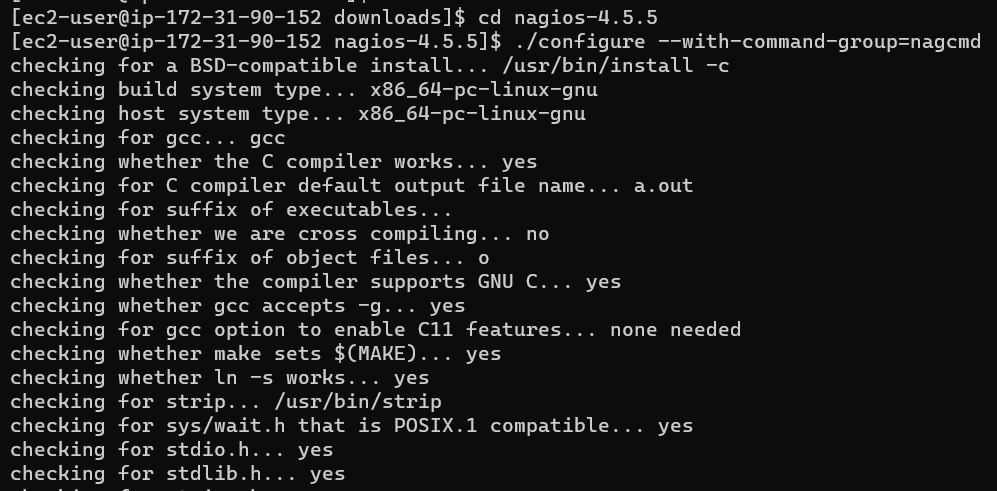 [ec2-user@ip-172-31-90-152 downloads]$ cd nagios-4.5.5
[ec2-user@ip-172-31-90-152 nagios-4.5.5]$ ./configure --with-command-group=nagcmd
checking for a BSD-compatible install... /usr/bin/install -c
checking build system type... x86_64-pc-linux-gnu
checking host system type... x86_64-pc-linux-gnu
checking for gcc... gcc
checking whether the C compiler works... yes
checking for C compiler default output file name... a.out
checking for suffix of executables...
checking whether we are cross compiling... no
checking for suffix of object files... o
checking whether the compiler supports GNU C... yes
checking whether gcc accepts -g... yes
checking for gcc option to enable C11 features... none needed
checking whether make sets $(MAKE)... yes
checking whether ln -s works... yes
checking for strip... /usr/bin/strip
checking for sys/wait.h that is POSIX.1 compatible... yes
checking for stdio.h... yes
checking for stdlib.h... yes